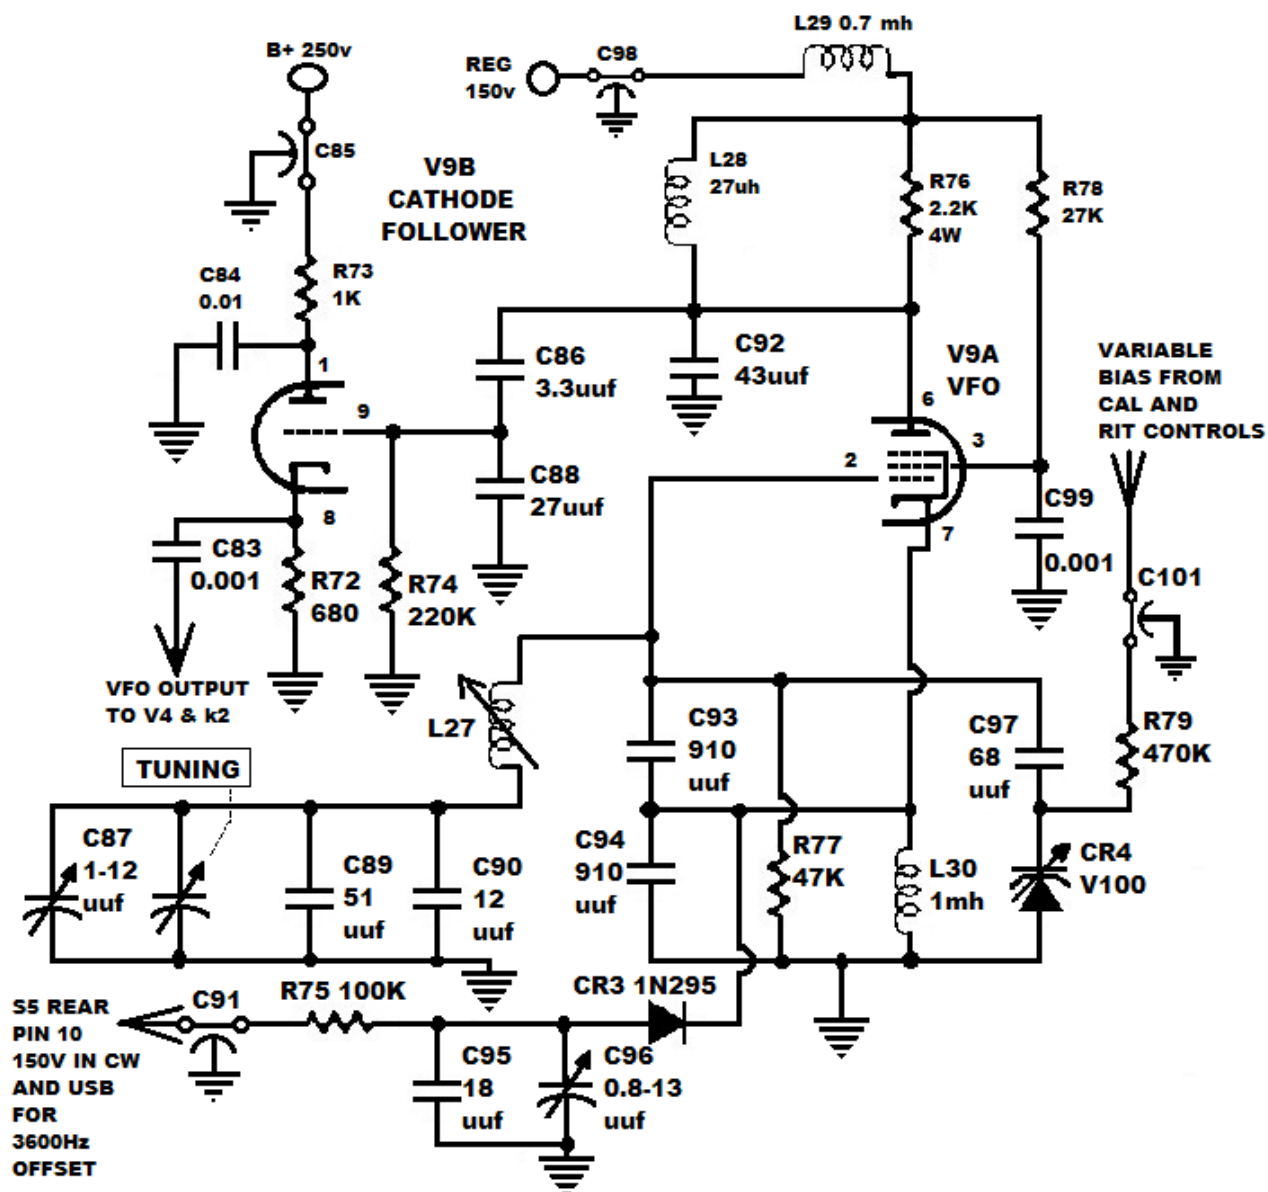 L29 0.7 mh
B+ 250v
REG
150v
C98
C85
V9B
CATHODE
FOLLOWER
L28
27uh
R76
2.2K
4W
R78
27K
C84
0.01
R73
1K
C86
3.3uuf
C92
43uuf
V9A
VFO
VARIABLE
BIAS FROM
CAL AND
RIT CONTROLS
1
9
6
3
2
C88
27uuf
C99
0.001
8
7
C83
0.001
R72
680
R74
220K
C101
VFO OUTPUT
TO V4 & k2
L27
C93
910
uuf
C97
68
uuf
R79
470K
TUNING
C87
1-12
uuf
C89
51
uuf
C90
12
uuf
C94
910
uuf
R77
47K
L30
1mh
CR4
V100
S5 REAR
PIN 10
150V IN CW
AND USB
FOR
3600Hz
OFFSET
C91
R75 100K
CR3 1N295
C95
18
uuf
C96
0.8-13
uuf